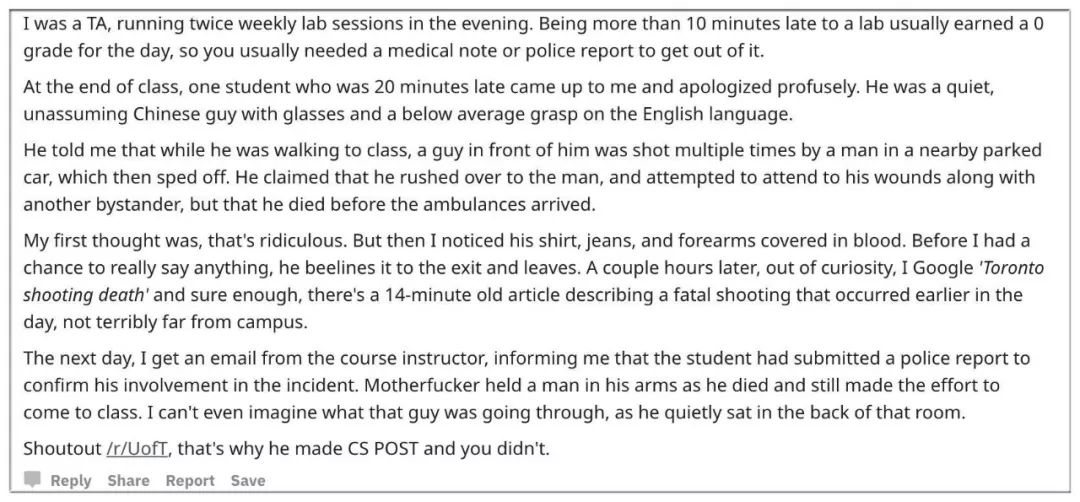 I was a TA, running twice weekly lab sessions in the evening. Being more than 10 minutes late to a lab usually earned a 0
grade for the day, so you usually needed a medical note or police report to get out of it.
At the end of class, one student who was 20 minutes late came up to me and apologized profusely. He was a quiet,
unassuming Chinese guy with glasses and a below average grasp on the English language.
He told me that while he was walking to class, a guy in front of him was shot multiple times by a man in a nearby parked
car, which then sped off. He claimed that he rushed over to the man, and attempted to attend to his wounds along with
another bystander, but that he died before the ambulances arrived.
My first thought was, that's ridiculous. But then I noticed his shirt, jeans, and forearms covered in blood. Before I had a
chance to really say anything, he beelines it to the exit and leaves. A couple hours later, out of curiosity, I Google 'Toronto
shooting death' and sure enough, there's a 14-minute old article describing a fatal shooting that occurred earlier in the
day, not terribly far from campus.
The next day, I get an email from the course instructor, informing me that the student had submitted a police report to
confirm his involvement in the incident. Motherfucker held a man in his arms as he died and still made the effort to
come to class. I can't even imagine what that guy was going through, as he quietly sat in the back of that room.
Shoutout /r/UofT, that's why he made CS POST and you didn't.
Reply Share Report Save